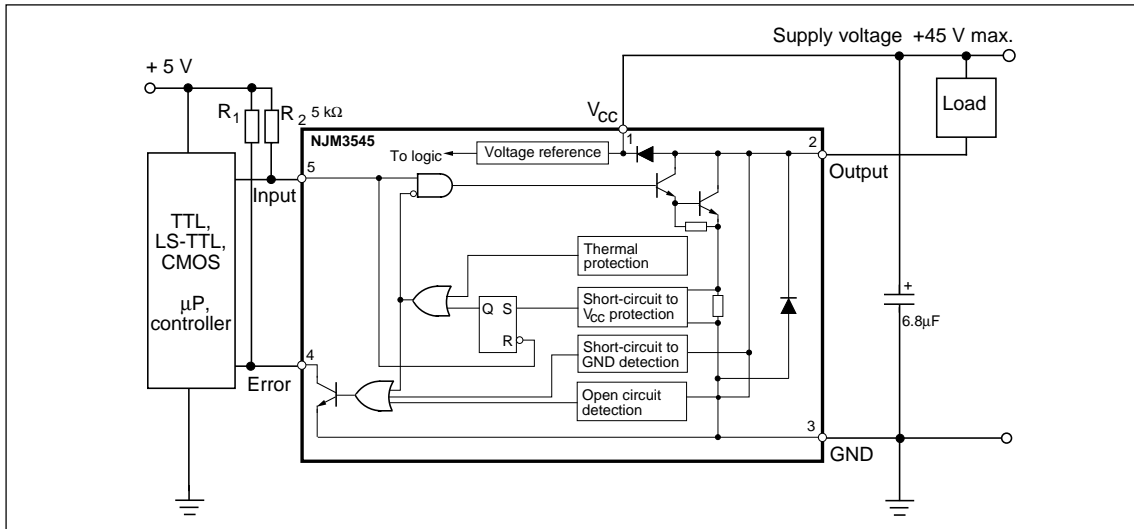 Supply voltage +45 V max.
+ 5 V
R1
R2 5 kΩ
VCC
Load
NJM3545
1
Voltage reference
To logic
2
Output
5
Input
TTL,
LS-TTL,
CMOS
µP,
controller
Thermal
protection
Q S
R
Short-circuit to
VCC protection
+
6.8µF
Short-circuit to
GND detection
4
Error
Open circuit
detection
3
GND